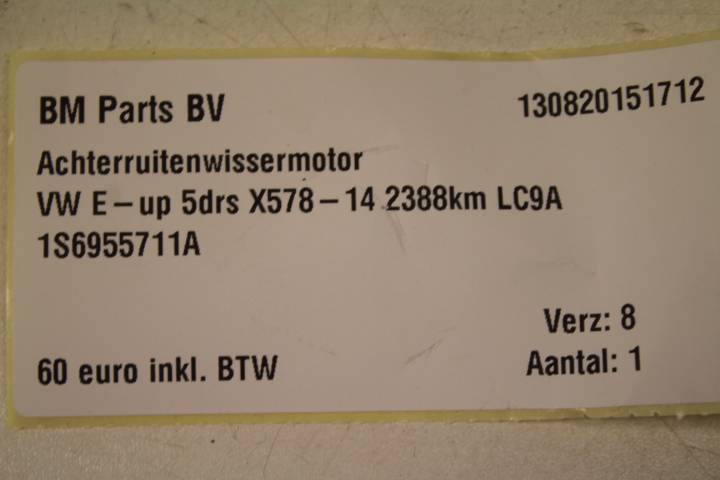 BM Parts BV 130820151712
Achterruitenwissermotor
VW E-up 5drs X578-14 2388km LC9A
1S6955711A
Verz: 8
60 euro inkl. BTW Aantal: 1